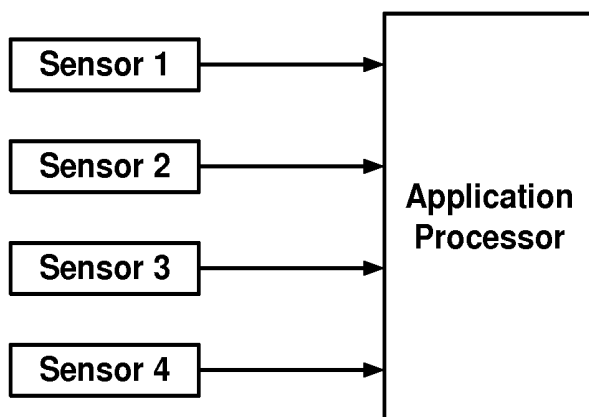 Sensor 1
Sensor 2
Sensor 3
Sensor 4
Application
Processor